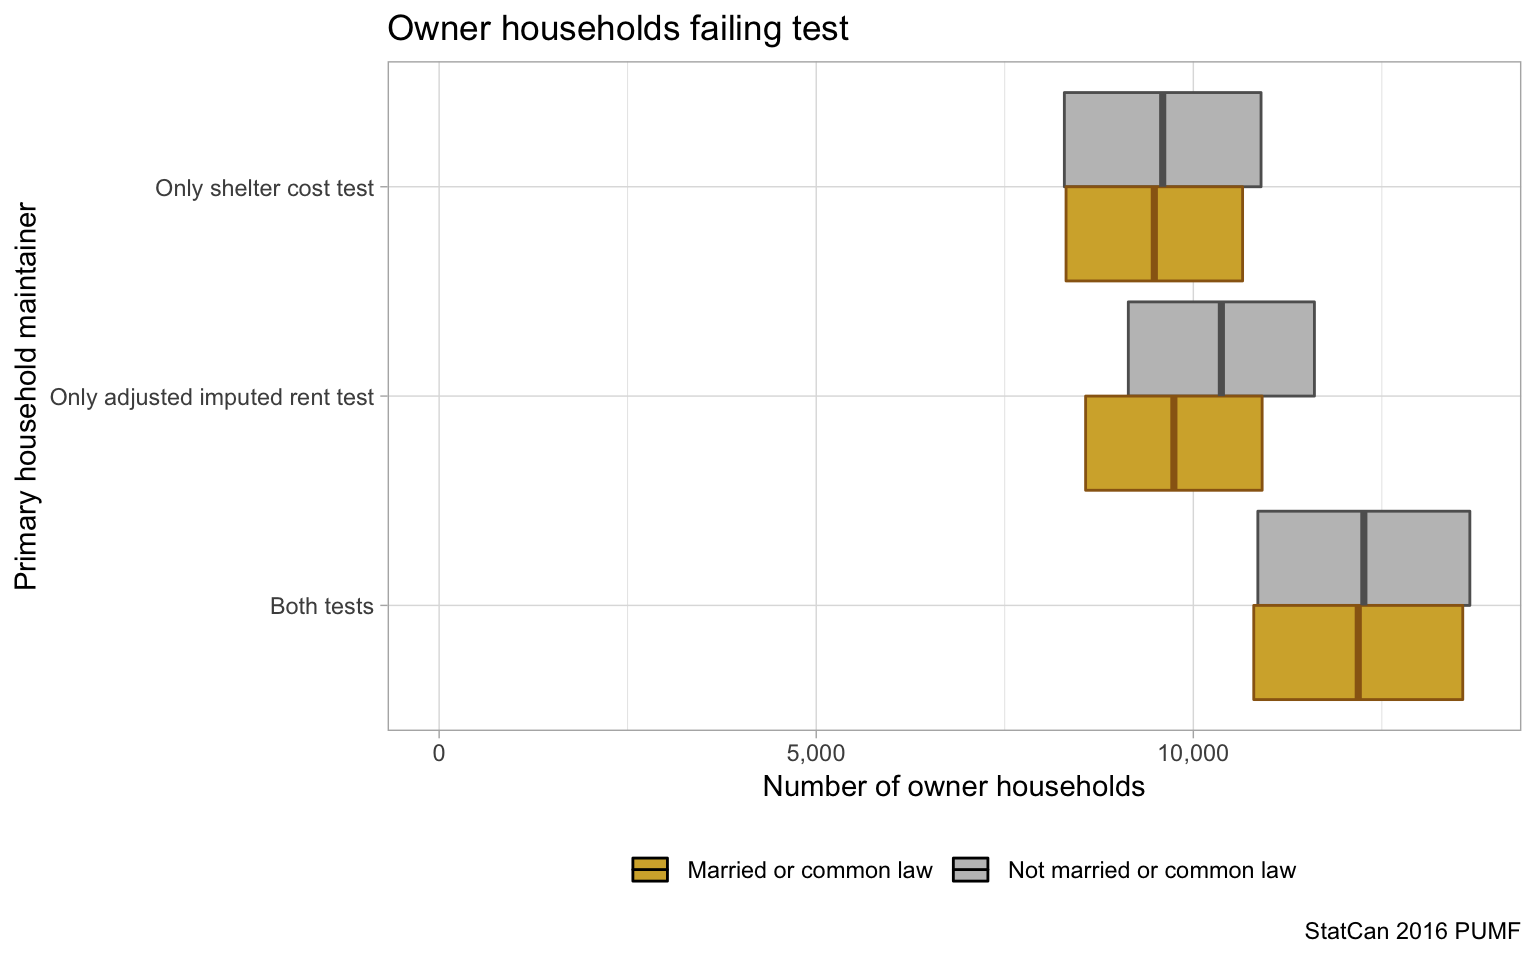 Owner households failing test
Primary household maintainer
Only shelter cost test
Only adjusted imputed rent test
Both tests
0
5,000
10,000
Number of owner households
Married or common law
Not married or common law
StatCan 2016 PUMF